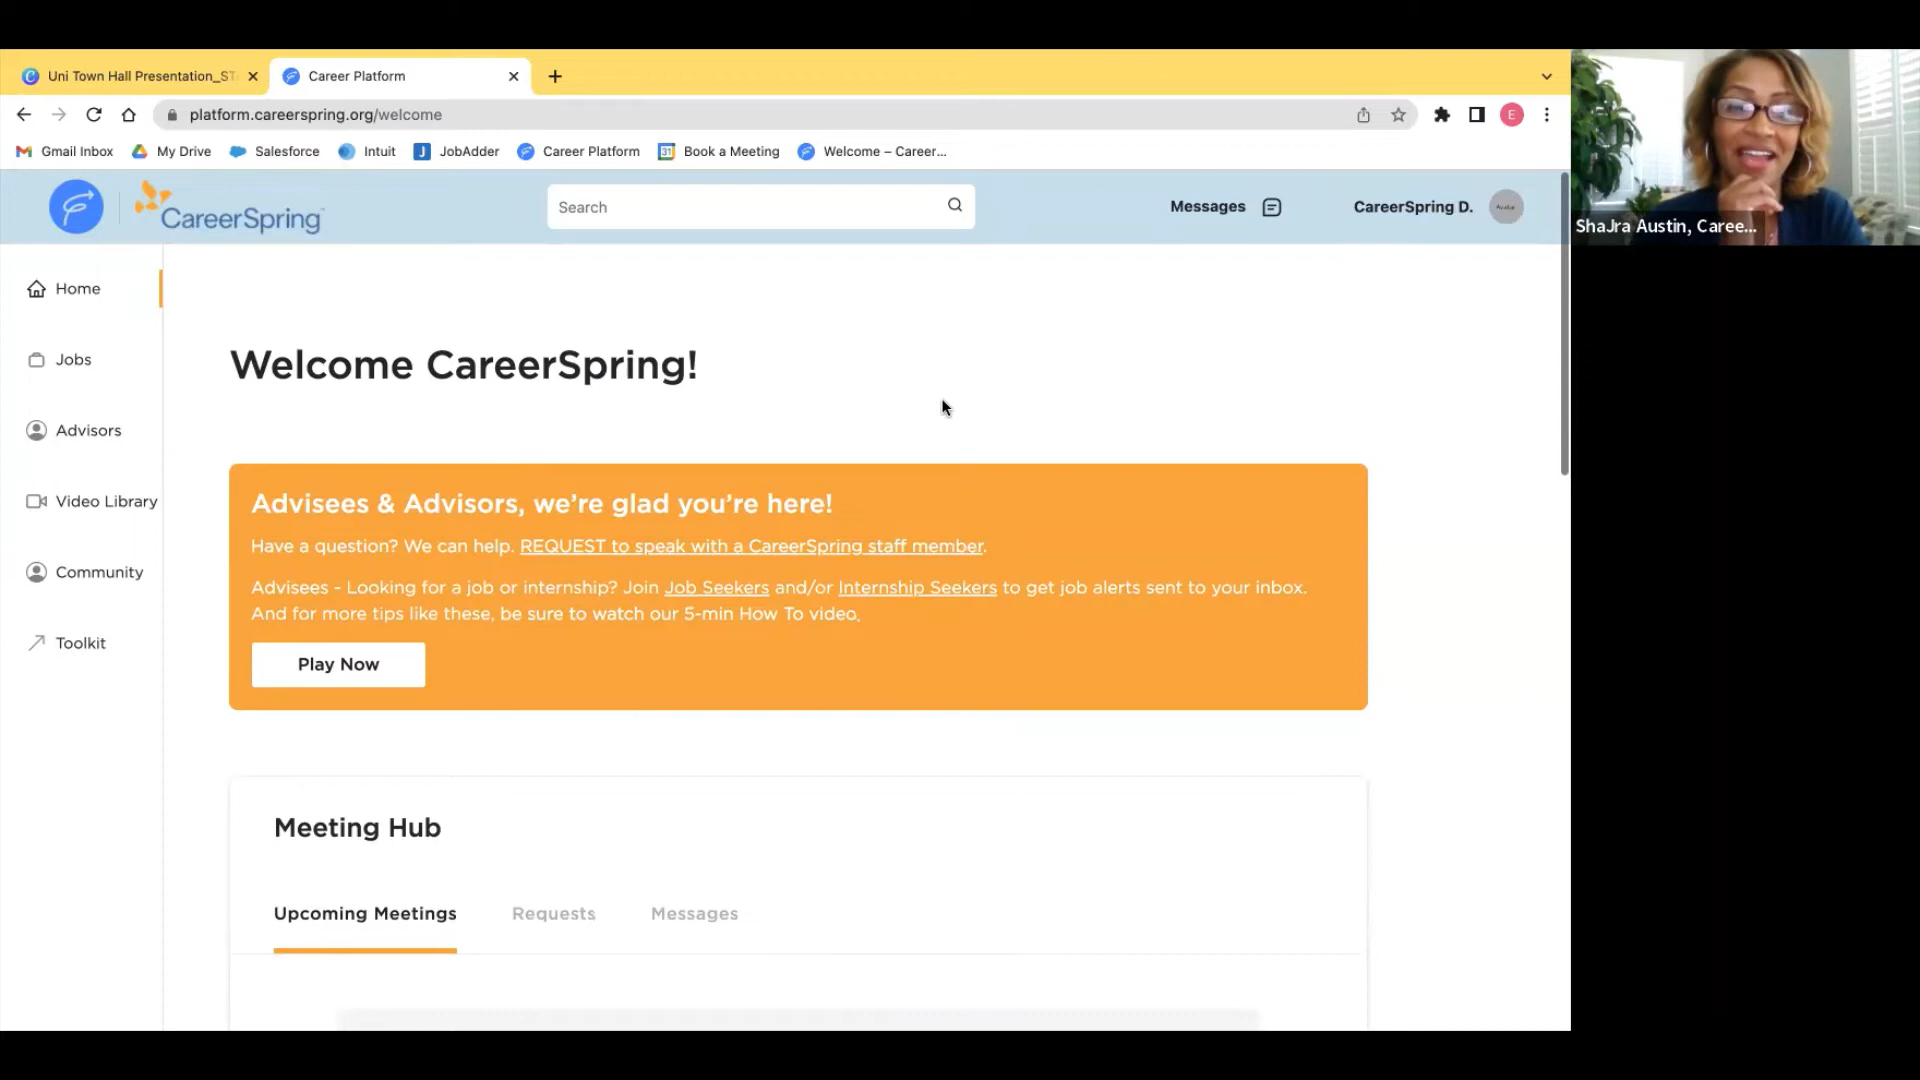 Uni Town Hall Presentation_ST
Career Platform
platform.careerspring.org/welcome
E
Gmail Inbox
My Drive
Salesforce
Intuit
JobAdder
Career Platform
31
Book a Meeting
Welcome – Career...
CareerSpring
Search
Messages
CareerSpring D.
Avatar
ShaJra Austin, Caree...
Home
Jobs
Advisors
Video Library
Community
Toolkit
Welcome CareerSpring!
Advisees & Advisors, we’re glad you’re here!
Have a question? We can help. REQUEST to speak with a CareerSpring staff member.
Advisees - Looking for a job or internship? Join Job Seekers and/or Internship Seekers to get job alerts sent to your inbox.
And for more tips like these, be sure to watch our 5-min How To video.
Play Now
Meeting Hub
Upcoming Meetings
Requests
Messages